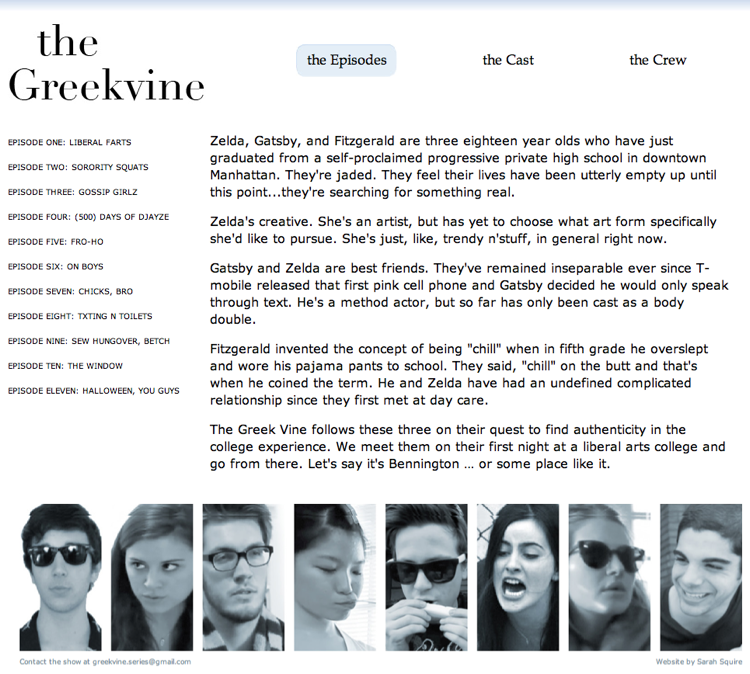 the
Greekvine
the Episodes
the Cast
the Crew
EPISODE ONE: LIBERAL FARTS
EPISODE TWO: SORORITY SQUATS
EPISODE THREE: GOSSIP GIRLZ
EPISODE FOUR: (500) DAYS OF DJAYZE
EPISODE FIVE: FRO-HO
EPISODE SIX: ON BOYS
EPISODE SEVEN: CHICKS, BRO
EPISODE EIGHT: TXTING N TOILETS
EPISODE NINE: SEW HUNGOVER, BETCH
EPISODE TEN: THE WINDOW
EPISODE ELEVEN: HALLOWEEN, YOU GUYS
Zelda, Gatsby, and Fitzgerald are three eighteen year olds who have just
graduated from a self-proclaimed progressive private high school in downtown
Manhattan. They're jaded. They feel their lives have been utterly empty up until
this point...they're searching for something real.
Zelda's creative. She's an artist, but has yet to choose what art form specifically
she'd like to pursue. She's just, like, trendy n'stuff, in general right now.
Gatsby and Zelda are best friends. They've remained inseparable ever since T-
mobile released that first pink cell phone and Gatsby decided he would only speak
through text. He's a method actor, but so far has only been cast as a body
double.
Fitzgerald invented the concept of being "chill" when in fifth grade he overslept
and wore his pajama pants to school. They said, "chill" on the butt and that's
when he coined the term. He and Zelda have had an undefined complicated
relationship since they first met at day care.
The Greek Vine follows these three on their quest to find authenticity in the
college experience. We meet them on their first night at a liberal arts college and
go from there. Let's say it's Bennington ... or some place like it.
Contact the show at greekvine.series@gmail.com
Website by Sarah Squire